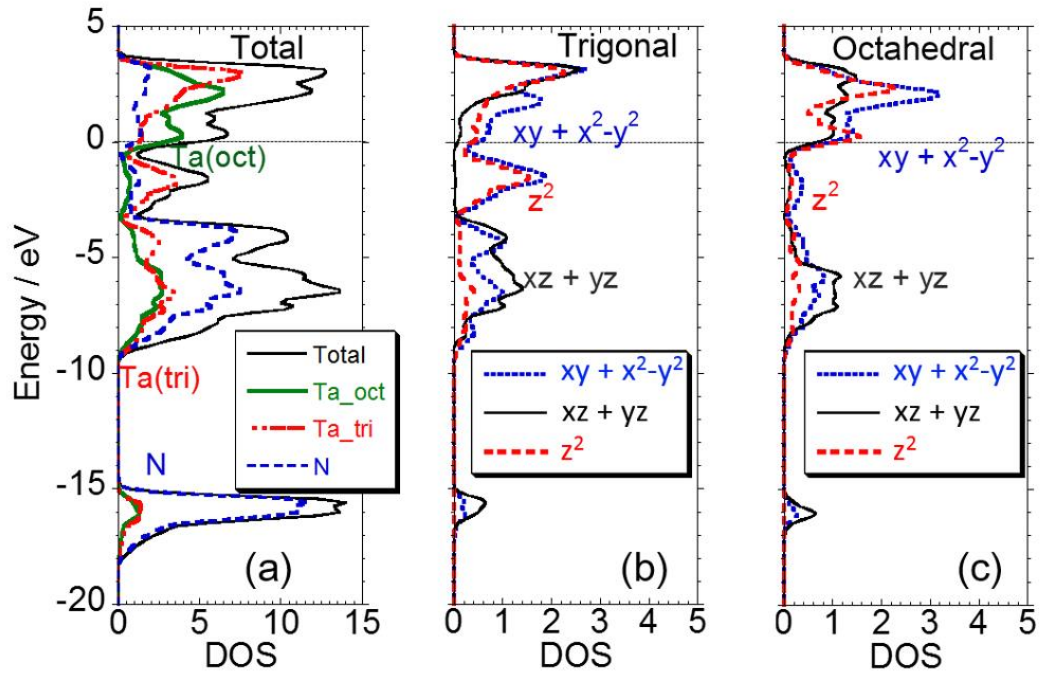 Total
Trigonal
Octahedral
Energy / eV
5
0
-5
-10
-15
-20
Ta(oct)
Ta(tri)
N
Total
Ta_oct
Ta_tri
N
(a)
0 5 10 15
DOS
xy + x²-y²
z²
xz + yz
xy + x²-y²
xz + yz
z²
(b)
0 1 2 3 4 5
DOS
xy + x²-y²
z²
xz + yz
xy + x²-y²
xz + yz
z²
(c)
0 1 2 3 4 5
DOS